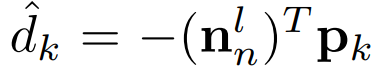 $\hat{d}_k = -(\mathbf{n}_n^l)^T \mathbf{p}_k$